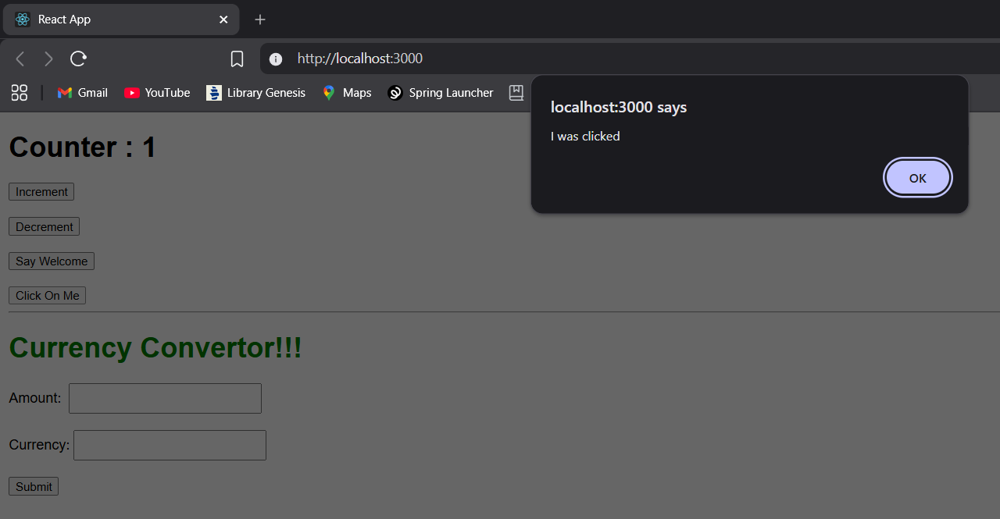 React App
http://localhost:3000
Gmail YouTube Library Genesis Maps Spring Launcher
localhost:3000 says
I was clicked
OK
Counter : 1
Increment
Decrement
Say Welcome
Click On Me
Currency Convertor!!!
Amount:
Currency:
Submit